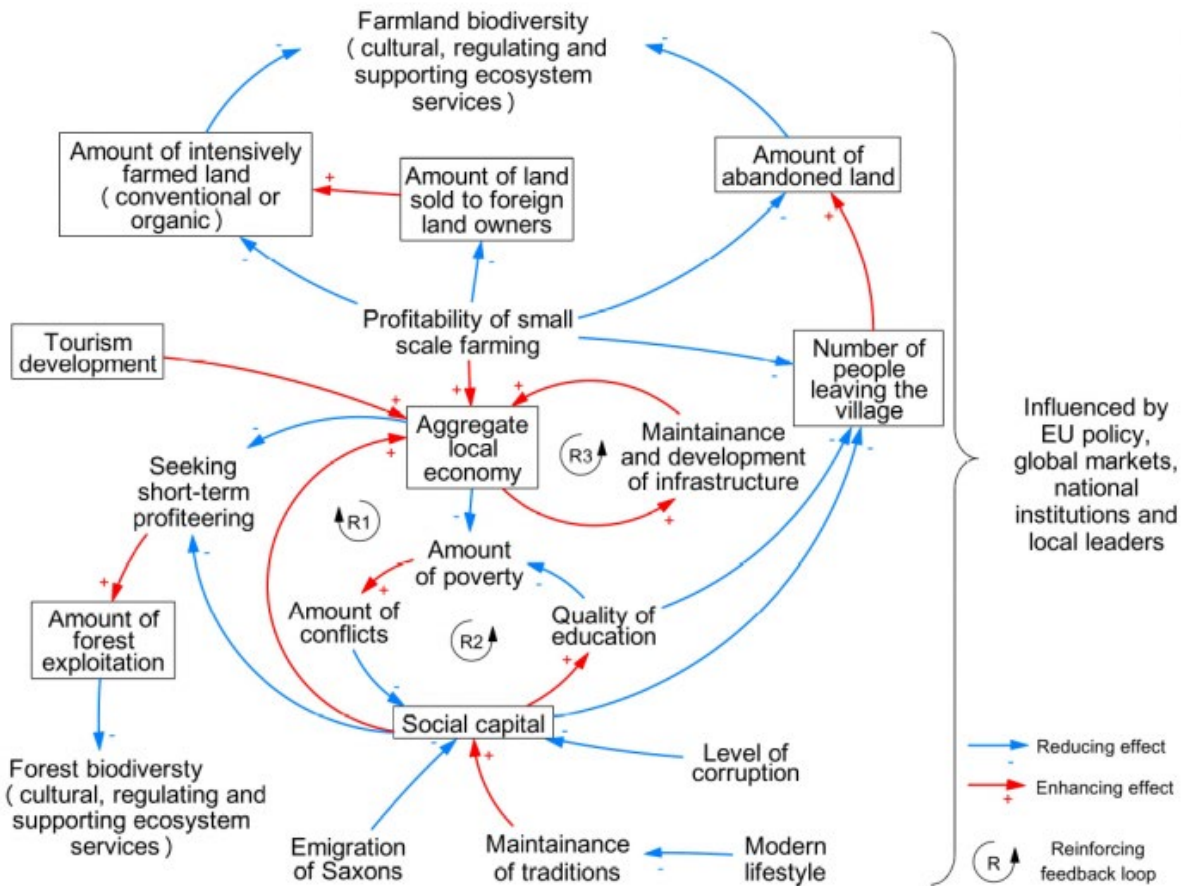 Farmland biodiversity
( cultural, regulating and
supporting ecosystem
services )
Amount of intensively
farmed land
( conventional or
organic )
Amount of land
sold to foreign
land owners
Amount of
abandoned land
Profitability of small
scale farming
Tourism
development
Number of
people
leaving the
village
Aggregate
local
economy
R3
Maintainance
and development
of infrastructure
Influenced by
EU policy,
global markets,
national
institutions and
local leaders
Seeking
short-term
profiteering
R1
Amount
of poverty
Amount of
conflicts
R2
Quality of
education
Amount of
forest
exploitation
Social capital
Level of
corruption
Forest biodiversty
( cultural, regulating and
supporting ecosystem
services )
Emigration
of Saxons
Maintainance
of traditions
Modern
lifestyle
- Reducing effect
+ Enhancing effect
R Reinforcing
feedback loop